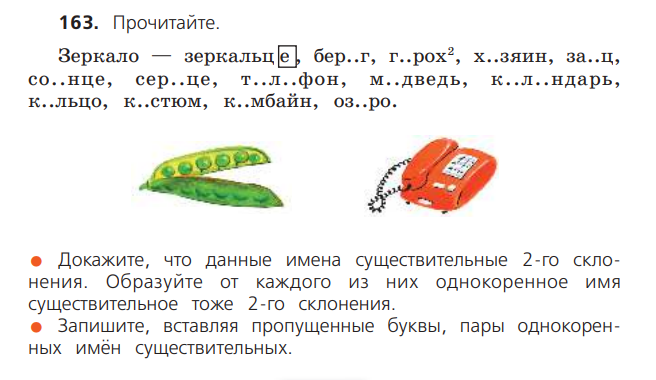 163. Прочитайте.
Зеркало — зеркальце, бер..г, г..рох², х..зяин, за..ц,
со..нце, сер..це, т..л..фон, м..дведь, к..л..ндарь,
к..льцо, к..стюм, к..мбайн, оз..ро.
● Докажите, что данные имена существительные 2-го скло-
нения. Образуйте от каждого из них однокоренное имя
существительное тоже 2-го склонения.
● Запишите, вставляя пропущенные буквы, пары однокорен-
ных имён существительных.